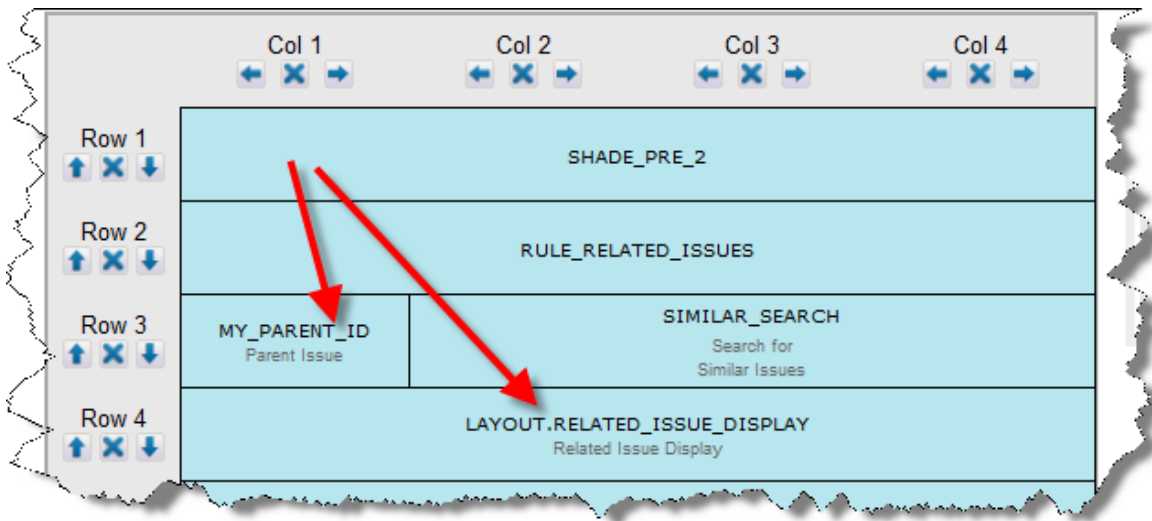 Col 1 Col 2 Col 3 Col 4
Row 1
SHADE_PRE_2
Row 2
RULE_RELATED_ISSUES
Row 3
MY_PARENT_ID
Parent Issue
SIMILAR_SEARCH
Search for
Similar Issues
Row 4
LAYOUT.RELATED_ISSUE_DISPLAY
Related Issue Display